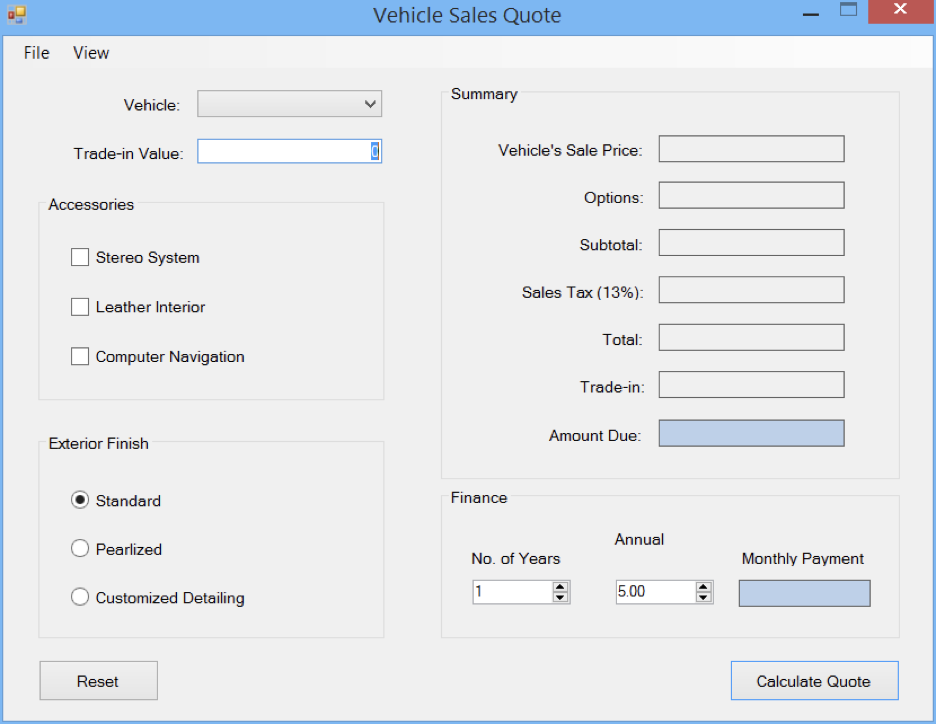 Vehicle Sales Quote
File View
Vehicle:
Trade-in Value: 0
Accessories
Stereo System
Leather Interior
Computer Navigation
Exterior Finish
Standard
Pearlized
Customized Detailing
Reset
Summary
Vehicle's Sale Price:
Options:
Subtotal:
Sales Tax (13%):
Total:
Trade-in:
Amount Due:
Finance
No. of Years
Annual
Monthly Payment
1
5.00
Calculate Quote